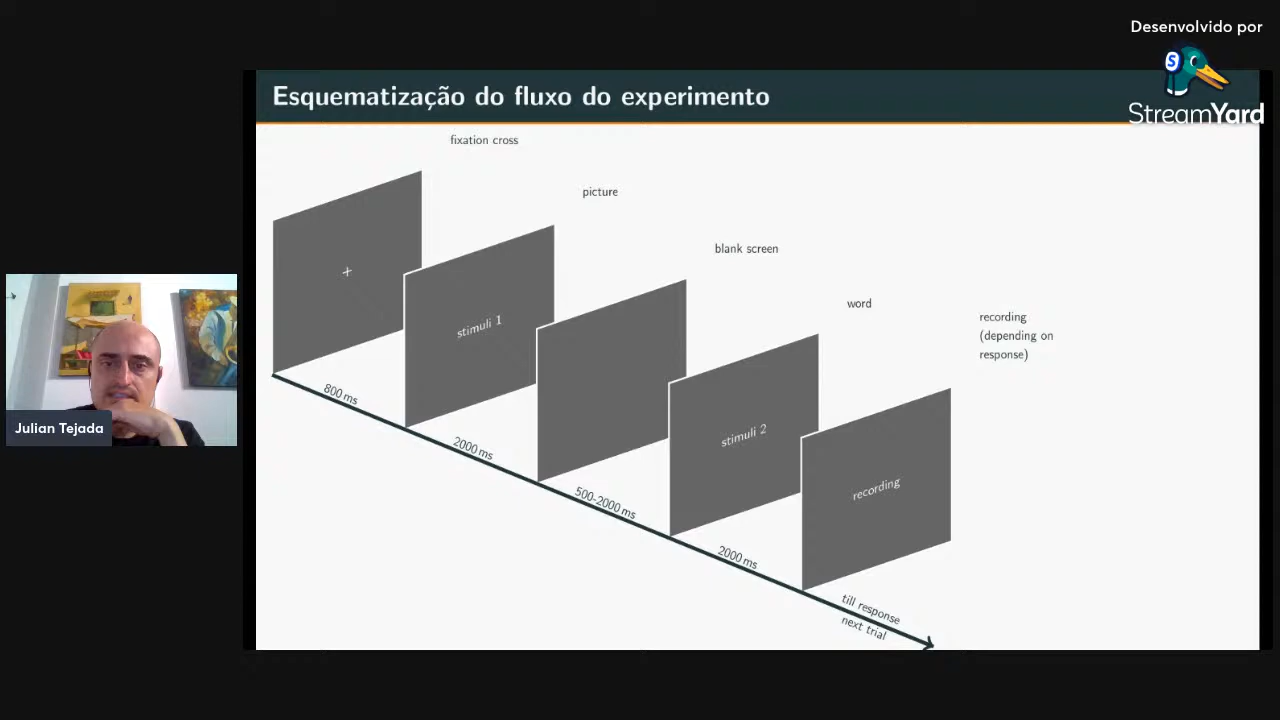 Desenvolvido por
StreamYard
Esquematização do fluxo do experimento
fixation cross
picture
blank screen
word
recording
(depending on
response)
+
stimuli 1
stimuli 2
recording
800 ms
2000 ms
500-2000 ms
2000 ms
till response
next trial
Julian Tejada
S